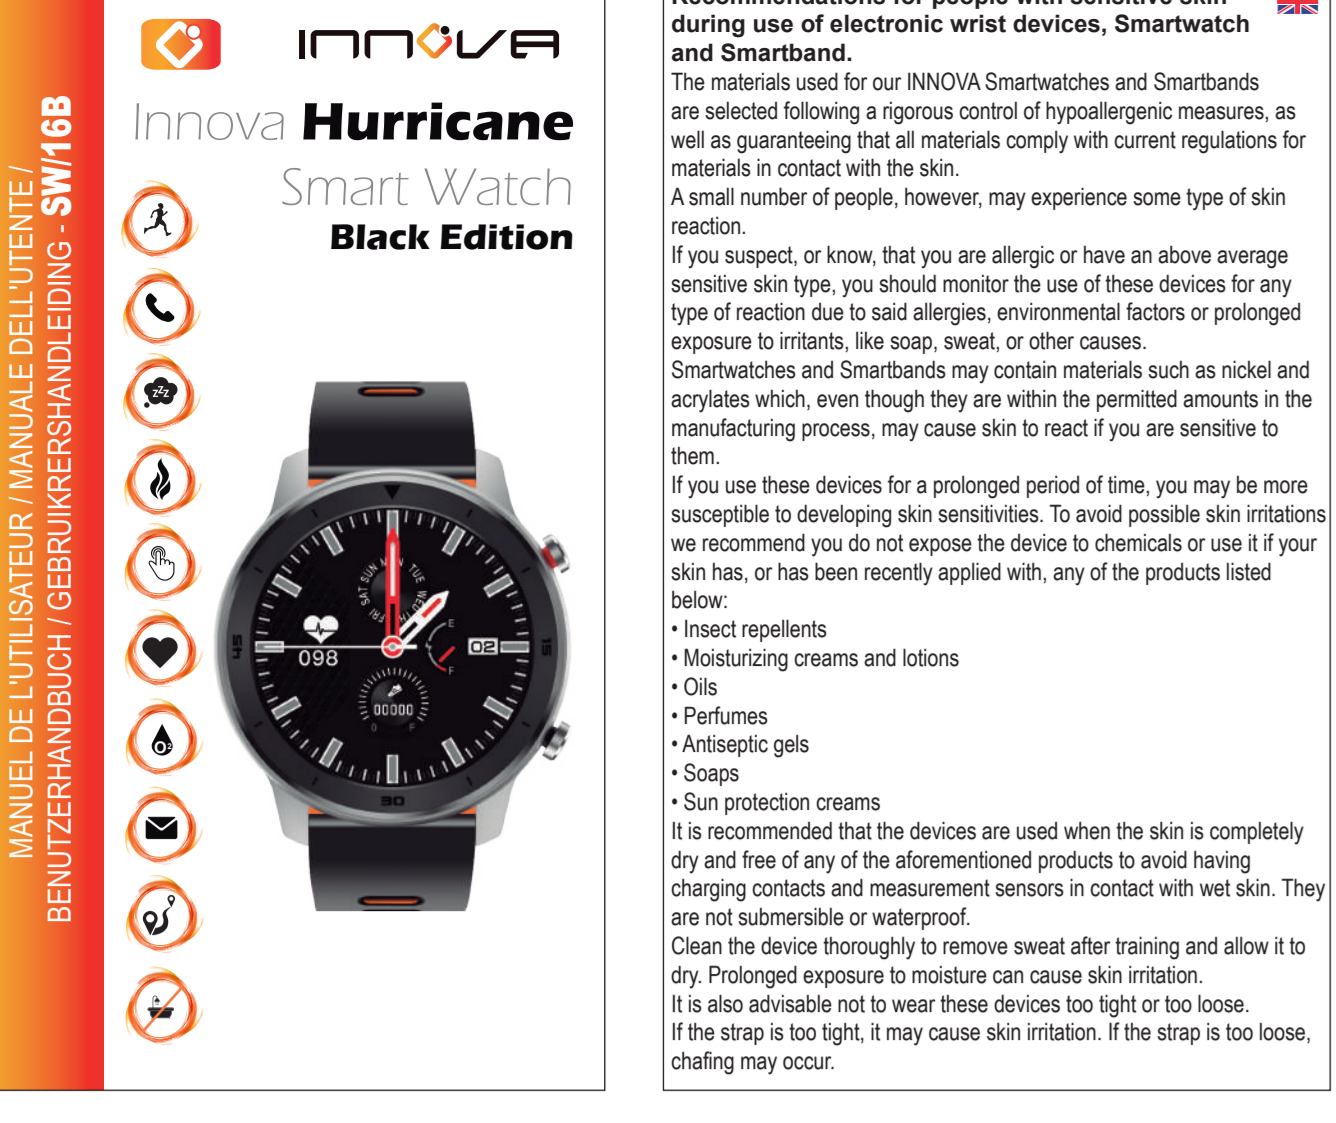 MANUEL DE L'UTILISATEUR / MANUALE DELL'UTENTE /
BENUTZERHANDBUCH / GEBRUIKRERSHANDLEIDING - SW/16B
INNOVA
Innova Hurricane
Smart Watch
Black Edition
zzz
O2
SAT SUN MON TUE WED TH FRI
E
F
098
02
00000
0 F
15
30
45
Recommendations for people with sensitive skin
during use of electronic wrist devices, Smartwatch
and Smartband.
The materials used for our INNOVA Smartwatches and Smartbands
are selected following a rigorous control of hypoallergenic measures, as
well as guaranteeing that all materials comply with current regulations for
materials in contact with the skin.
A small number of people, however, may experience some type of skin
reaction.
If you suspect, or know, that you are allergic or have an above average
sensitive skin type, you should monitor the use of these devices for any
type of reaction due to said allergies, environmental factors or prolonged
exposure to irritants, like soap, sweat, or other causes.
Smartwatches and Smartbands may contain materials such as nickel and
acrylates which, even though they are within the permitted amounts in the
manufacturing process, may cause skin to react if you are sensitive to
them.
If you use these devices for a prolonged period of time, you may be more
susceptible to developing skin sensitivities. To avoid possible skin irritations
we recommend you do not expose the device to chemicals or use it if your
skin has, or has been recently applied with, any of the products listed
below:
• Insect repellents
• Moisturizing creams and lotions
• Oils
• Perfumes
• Antiseptic gels
• Soaps
• Sun protection creams
It is recommended that the devices are used when the skin is completely
dry and free of any of the aforementioned products to avoid having
charging contacts and measurement sensors in contact with wet skin. They
are not submersible or waterproof.
Clean the device thoroughly to remove sweat after training and allow it to
dry. Prolonged exposure to moisture can cause skin irritation.
It is also advisable not to wear these devices too tight or too loose.
If the strap is too tight, it may cause skin irritation. If the strap is too loose,
chafing may occur.